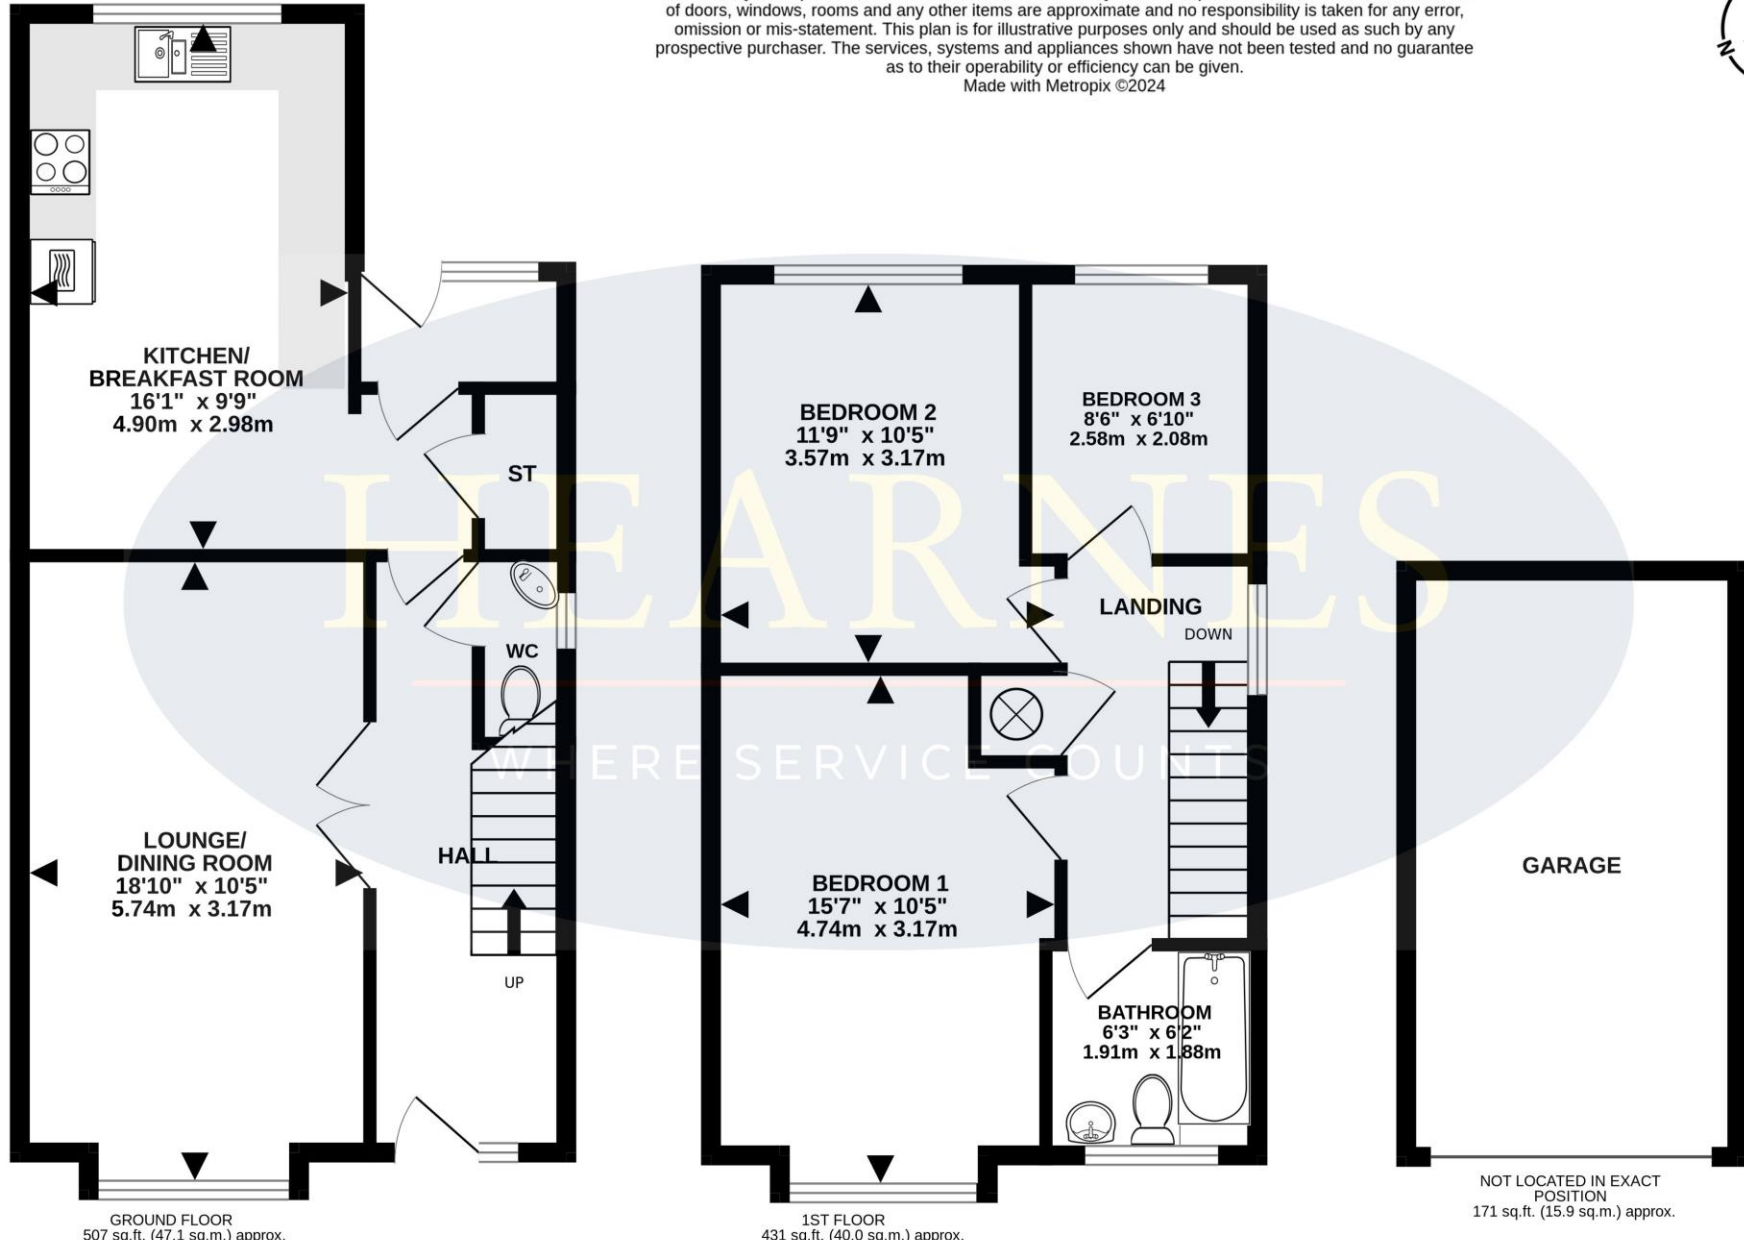 of doors, windows, rooms and any other items are approximate and no responsibility is taken for any error,
omission or mis-statement. This plan is for illustrative purposes only and should be used as such by any
prospective purchaser. The services, systems and appliances shown have not been tested and no guarantee
as to their operability or efficiency can be given.
Made with Metropix ©2024
N
KITCHEN/
BREAKFAST ROOM
16'1" x 9'9"
4.90m x 2.98m
ST
WC
LOUNGE/
DINING ROOM
18'10" x 10'5"
5.74m x 3.17m
HALL
UP
GROUND FLOOR
507 sq.ft. (47.1 sq.m.) approx.
BEDROOM 2
11'9" x 10'5"
3.57m x 3.17m
BEDROOM 3
8'6" x 6'10"
2.58m x 2.08m
LANDING
DOWN
BEDROOM 1
15'7" x 10'5"
4.74m x 3.17m
BATHROOM
6'3" x 6'2"
1.91m x 1.88m
1ST FLOOR
431 sq.ft. (40.0 sq.m.) approx.
GARAGE
NOT LOCATED IN EXACT
POSITION
171 sq.ft. (15.9 sq.m.) approx.
HEARNES
WHERE SERVICE COUNTS